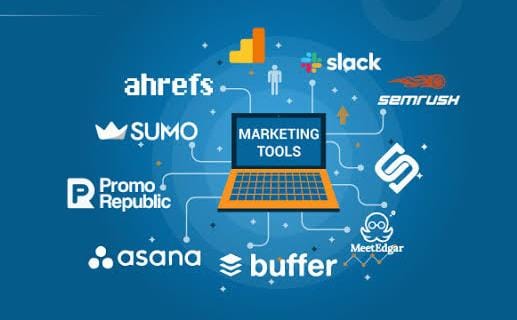 slack
ahrefs
SEMRUSH
SUMO
MARKETING
TOOLS
Promo
Republic
MeetEdgar
asana
buffer